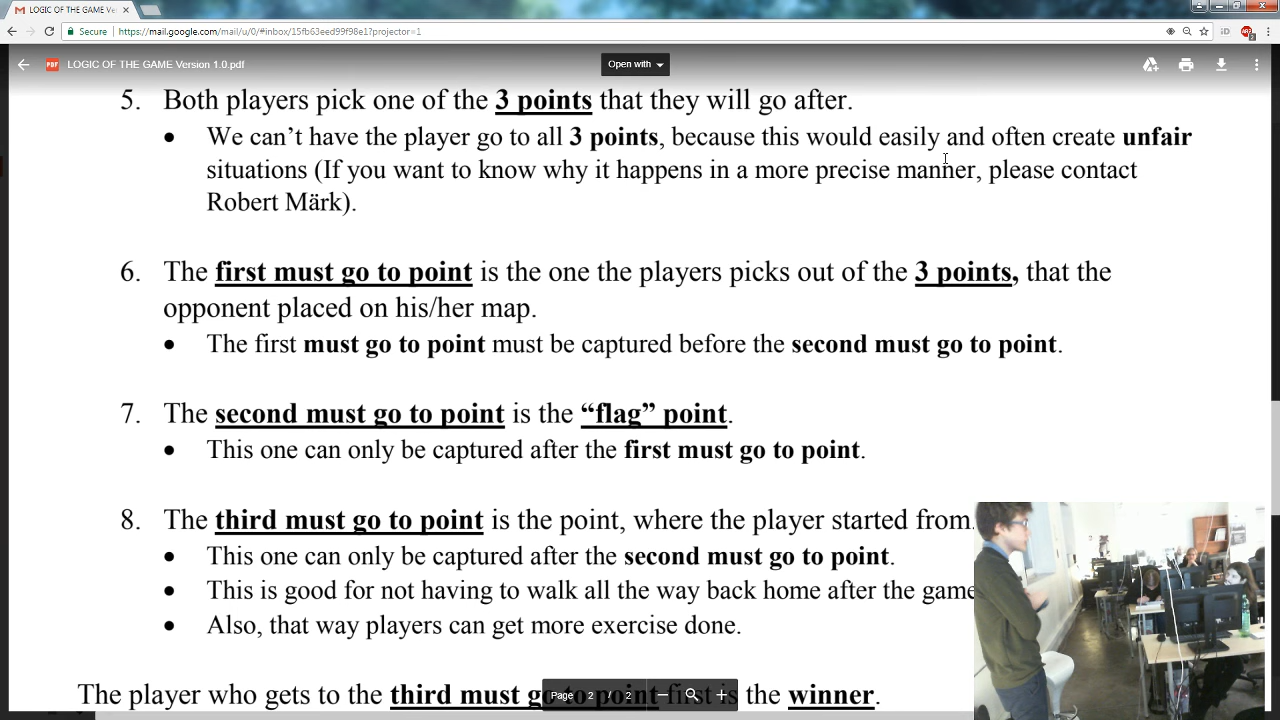 LOGIC OF THE GAME Ve
Secure https://mail.google.com/mail/u/0/#inbox/15fb63eed99f98e1?projector=1
PDF LOGIC OF THE GAME Version 1.0.pdf Open with
5. Both players pick one of the 3 points that they will go after.
• We can’t have the player go to all 3 points, because this would easily and often create unfair
situations (If you want to know why it happens in a more precise manner, please contact
Robert Märk).
6. The first must go to point is the one the players picks out of the 3 points, that the
opponent placed on his/her map.
• The first must go to point must be captured before the second must go to point.
7. The second must go to point is the “flag” point.
• This one can only be captured after the first must go to point.
8. The third must go to point is the point, where the player started from.
• This one can only be captured after the second must go to point.
• This is good for not having to walk all the way back home after the game
• Also, that way players can get more exercise done.
The player who gets to the third must go to point first is the winner.
Page 2 / 2